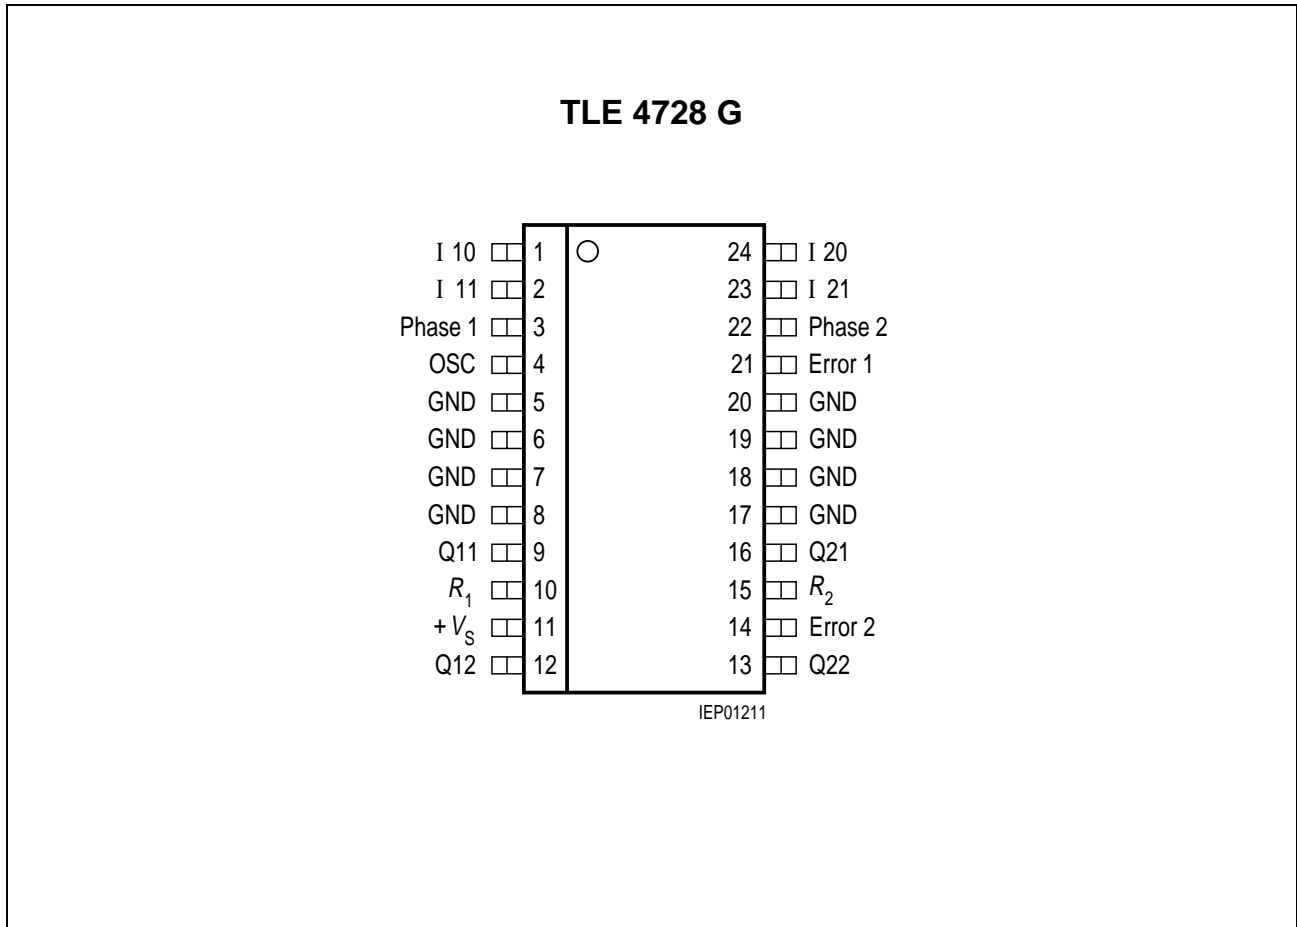 TLE 4728 G
I 10 1 24 I 20
I 11 2 23 I 21
Phase 1 3 22 Phase 2
OSC 4 21 Error 1
GND 5 20 GND
GND 6 19 GND
GND 7 18 GND
GND 8 17 GND
Q11 9 16 Q21
R1 10 15 R2
+VS 11 14 Error 2
Q12 12 13 Q22
IEP01211